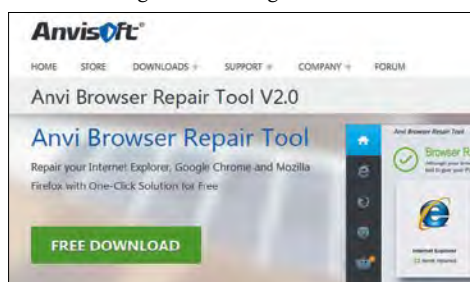 Anvisoft®
HOME STORE DOWNLOADS SUPPORT COMPANY FORUM
Anvi Browser Repair Tool V2.0
Anvi Browser Repair Tool
Repair your Internet Explorer, Google Chrome and Mozilla
Firefox with One-Click Solution for Free
FREE DOWNLOAD
Anvi Browser Repair Tool
Browser R
Internet Explorer